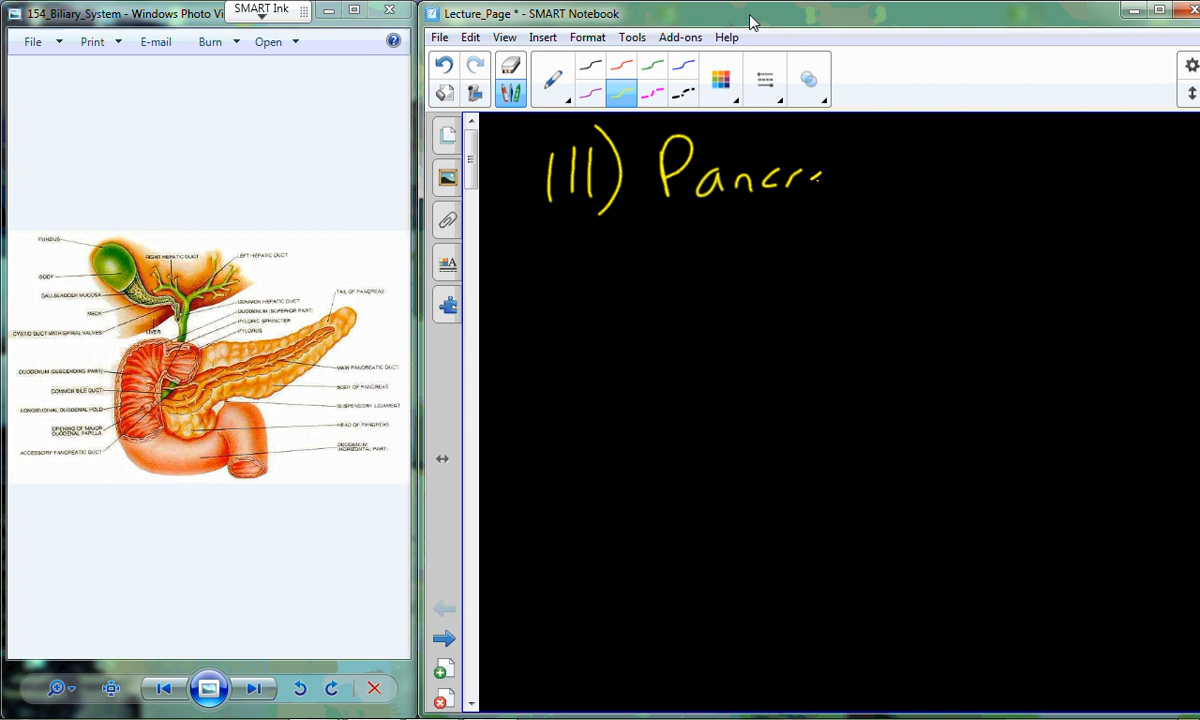 154_Biliary_System - Windows Photo Vi
SMART Ink
File Print E-mail Burn Open
FUNDUS
RIGHT HEPATIC DUCT
LEFT HEPATIC DUCT
BODY
GALLBLADDER MUCOSA
NECK
CYSTIC DUCT WITH SPIRAL VALVES
LIVER
COMMON HEPATIC DUCT
DUODENUM (SUPERIOR PART)
PYLORIC SPHINCTER
PYLORUS
TAIL OF PANCREAS
DUODENUM (DESCENDING PART)
COMMON BILE DUCT
LONGITUDINAL DUODENAL FOLD
OPENING OF MAJOR
DUODENAL PAPILLA
ACCESSORY PANCREATIC DUCT
MAIN PANCREATIC DUCT
BODY OF PANCREAS
SUSPENSORY LIGAMENT
HEAD OF PANCREAS
DUODENUM
(HORIZONTAL PART)
Lecture_Page * - SMART Notebook
File Edit View Insert Format Tools Add-ons Help
III) Pancr